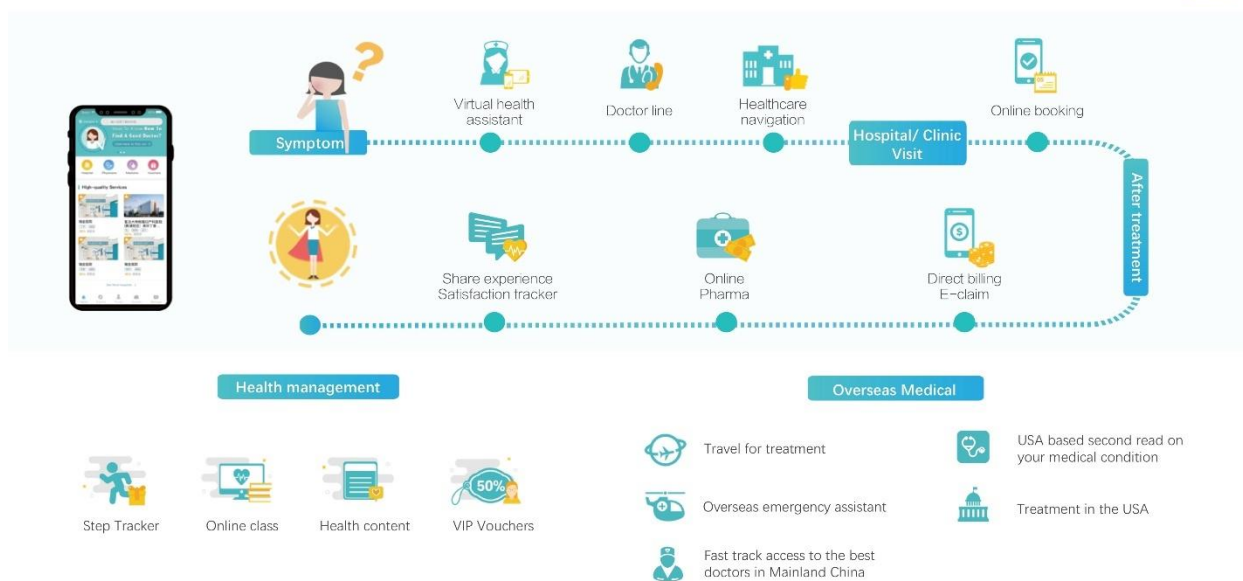 Symptom
Virtual health
assistant
Doctor line
Healthcare
navigation
Hospital/ Clinic
Visit
Online booking
After treatment
Direct billing
E-claim
Online
Pharma
Share experience
Satisfaction tracker
High-quality Services
Health management
Step Tracker
Online class
Health content
50%
VIP Vouchers
Overseas Medical
Travel for treatment
USA based second read on
your medical condition
Overseas emergency assistant
Treatment in the USA
Fast track access to the best
doctors in Mainland China